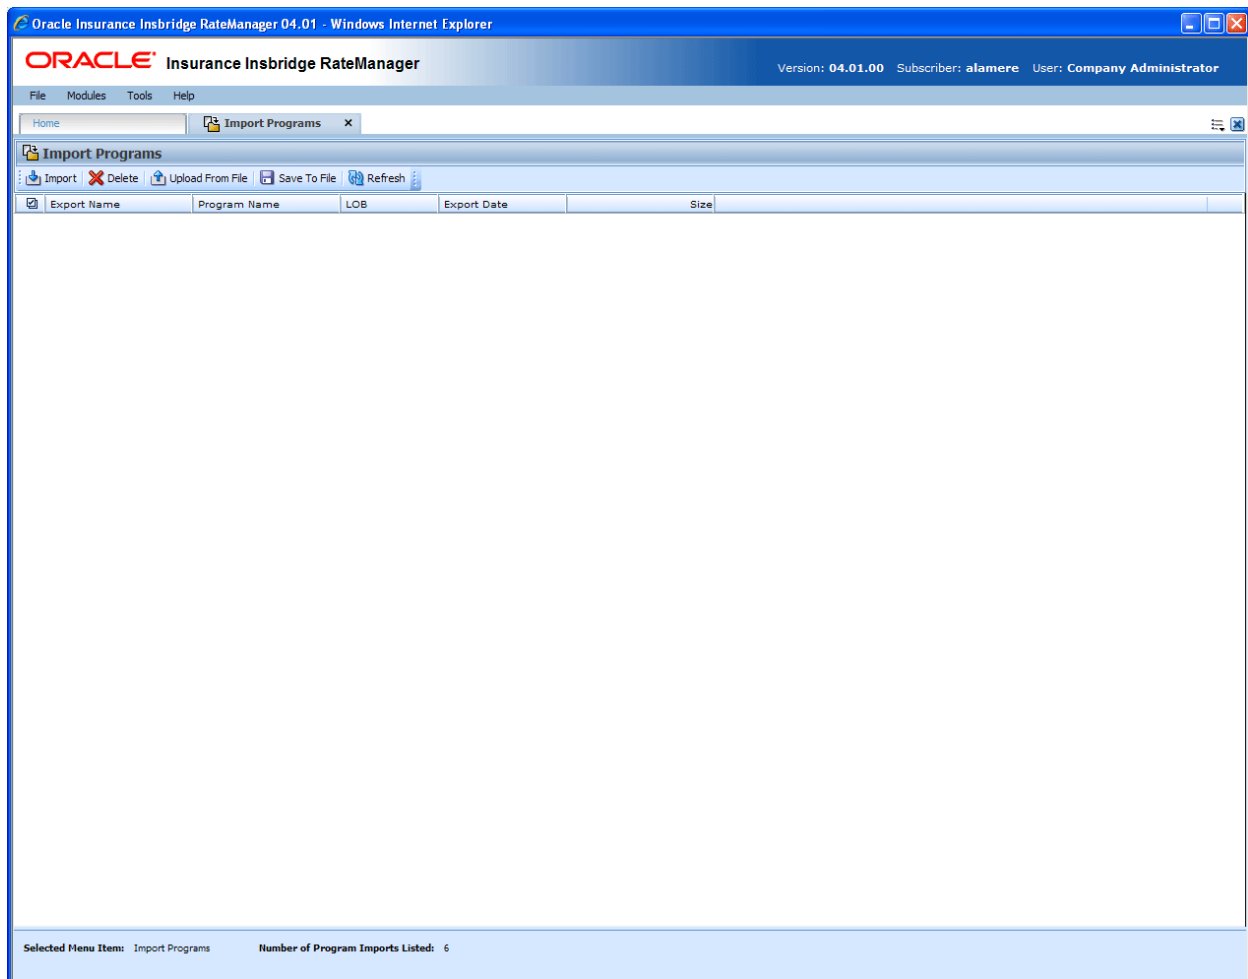 Oracle Insurance Insbridge RateManager 04.01 - Windows Internet Explorer
ORACLE Insurance Insbridge RateManager
Version: 04.01.00 Subscriber: alamere User: Company Administrator
File Modules Tools Help
Home Import Programs
Import Programs
Import Delete Upload From File Save To File Refresh
Export Name Program Name LOB Export Date Size
Selected Menu Item: Import Programs Number of Program Imports Listed: 6